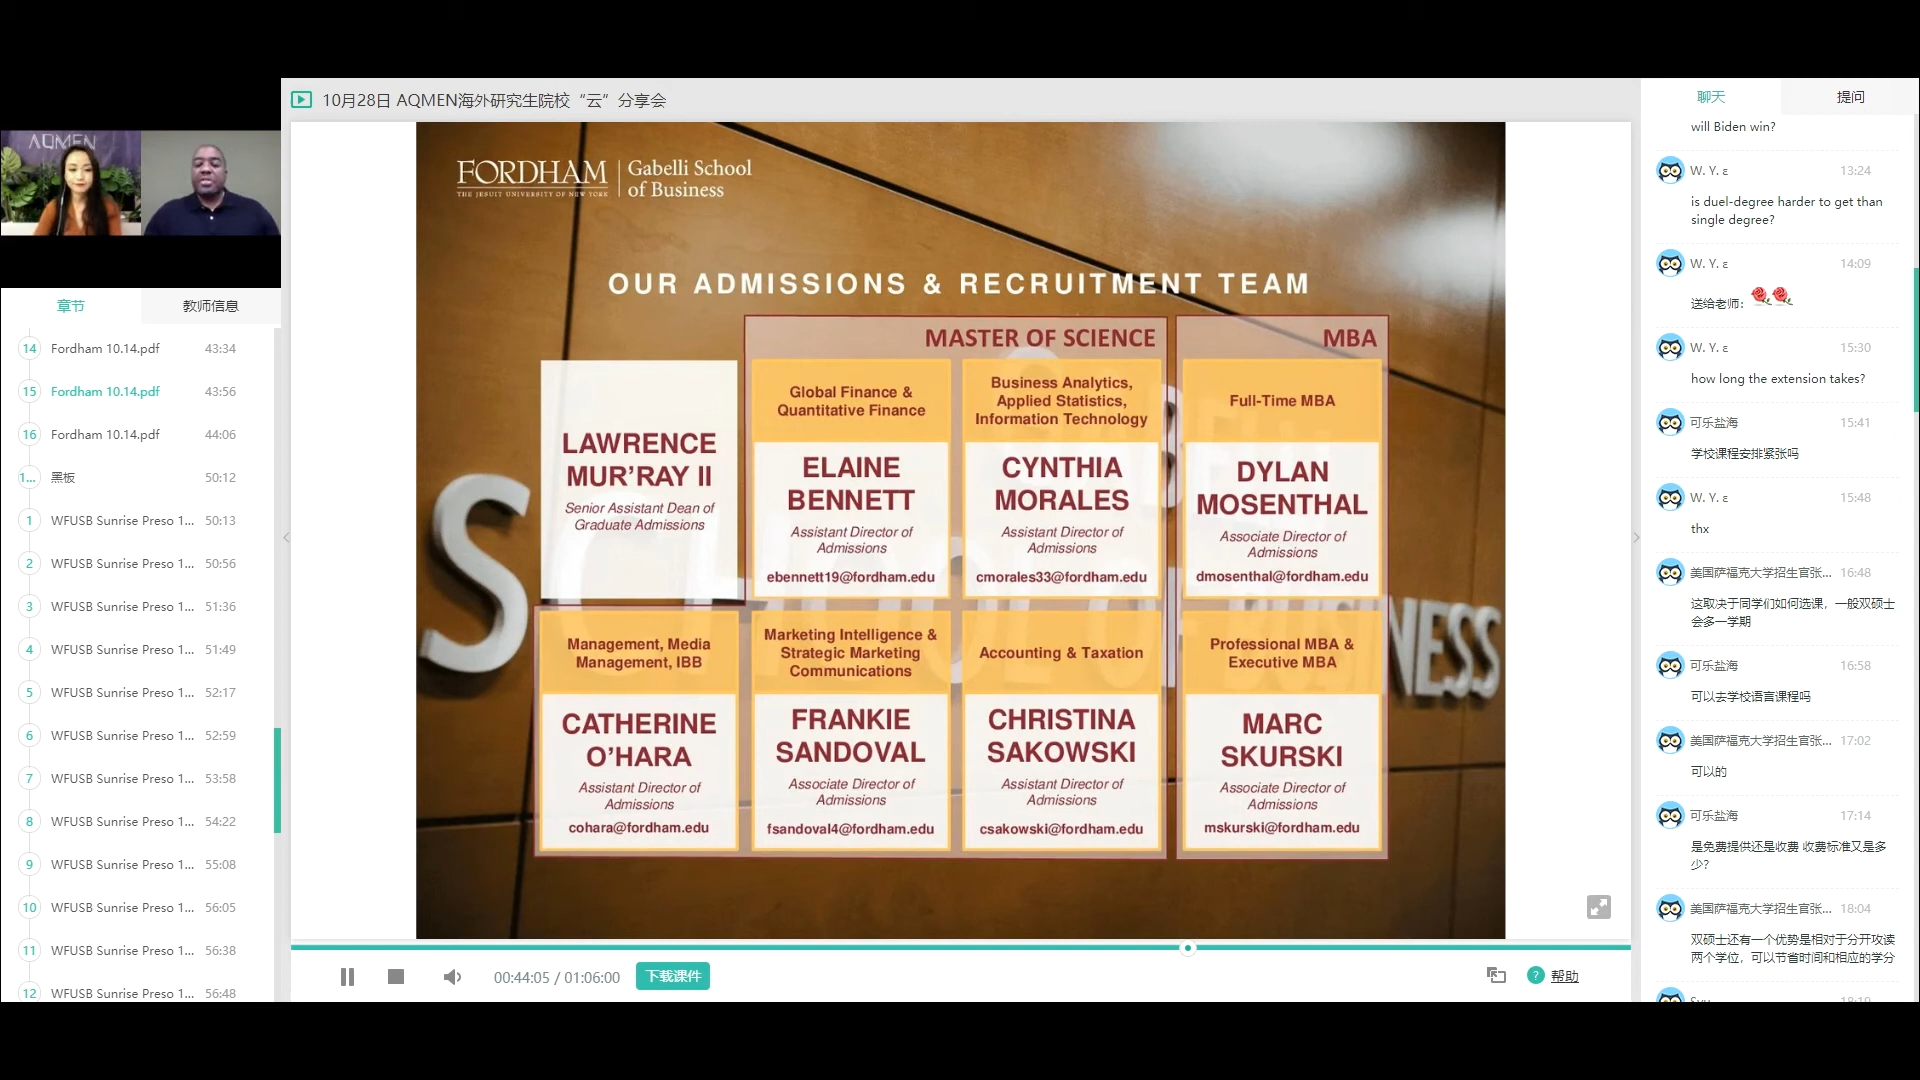 10月28日 AQMEN海外研究生院校“云”分享会
AQMEN
章节
教师信息
14 Fordham 10.14.pdf 43:34
15 Fordham 10.14.pdf 43:56
16 Fordham 10.14.pdf 44:06
1... 黑板 50:12
1 WFUSB Sunrise Preso 1... 50:13
2 WFUSB Sunrise Preso 1... 50:56
3 WFUSB Sunrise Preso 1... 51:36
4 WFUSB Sunrise Preso 1... 51:49
5 WFUSB Sunrise Preso 1... 52:17
6 WFUSB Sunrise Preso 1... 52:59
7 WFUSB Sunrise Preso 1... 53:58
8 WFUSB Sunrise Preso 1... 54:22
9 WFUSB Sunrise Preso 1... 55:08
10 WFUSB Sunrise Preso 1... 56:05
11 WFUSB Sunrise Preso 1... 56:38
12 WFUSB Sunrise Preso 1... 56:48
FORDHAM
THE JESUIT UNIVERSITY OF NEW YORK
Gabelli School
of Business
OUR ADMISSIONS & RECRUITMENT TEAM
MASTER OF SCIENCE
MBA
LAWRENCE
MUR’RAY II
Senior Assistant Dean of
Graduate Admissions
Global Finance &
Quantitative Finance
ELAINE
BENNETT
Assistant Director of
Admissions
ebennett19@fordham.edu
Business Analytics,
Applied Statistics,
Information Technology
CYNTHIA
MORALES
Assistant Director of
Admissions
cmorales33@fordham.edu
Full-Time MBA
DYLAN
MOSENTHAL
Associate Director of
Admissions
dmosenthal@fordham.edu
Management, Media
Management, IBB
CATHERINE
O’HARA
Assistant Director of
Admissions
cohara@fordham.edu
Marketing Intelligence &
Strategic Marketing
Communications
FRANKIE
SANDOVAL
Associate Director of
Admissions
fsandoval4@fordham.edu
Accounting & Taxation
CHRISTINA
SAKOWSKI
Assistant Director of
Admissions
csakowski@fordham.edu
Professional MBA &
Executive MBA
MARC
SKURSKI
Associate Director of
Admissions
mskurski@fordham.edu
SCHOOL OF BUSINESS
00:44:05 / 01:06:00
下载课件
? 帮助
聊天
提问
will Biden win?
W. Y. ε 13:24
is duel-degree harder to get than
single degree?
W. Y. ε 14:09
送给老师：
W. Y. ε 15:30
how long the extension takes?
可乐盐海 15:41
学校课程安排紧张吗
W. Y. ε 15:48
thx
美国萨福克大学招生官张... 16:48
这取决于同学们如何选课，一般双硕士
会多一学期
可乐盐海 16:58
可以去学校语言课程吗
美国萨福克大学招生官张... 17:02
可以的
可乐盐海 17:14
是免费提供还是收费 收费标准又是多
少？
美国萨福克大学招生官张... 18:04
双硕士还有一个优势是相对于分开攻读
两个学位，可以节省时间和相应的学分